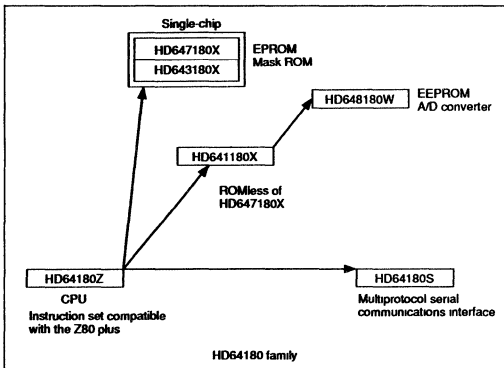 Single-chip
HD647180X
EPROM
HD643180X
Mask ROM
HD648180W
EEPROM
A/D converter
HD641180X
ROMless of
HD647180X
HD64180Z
HD64180S
CPU
Instruction set compatible
with the Z80 plus
Multiprotocol serial
communications interface
HD64180 family